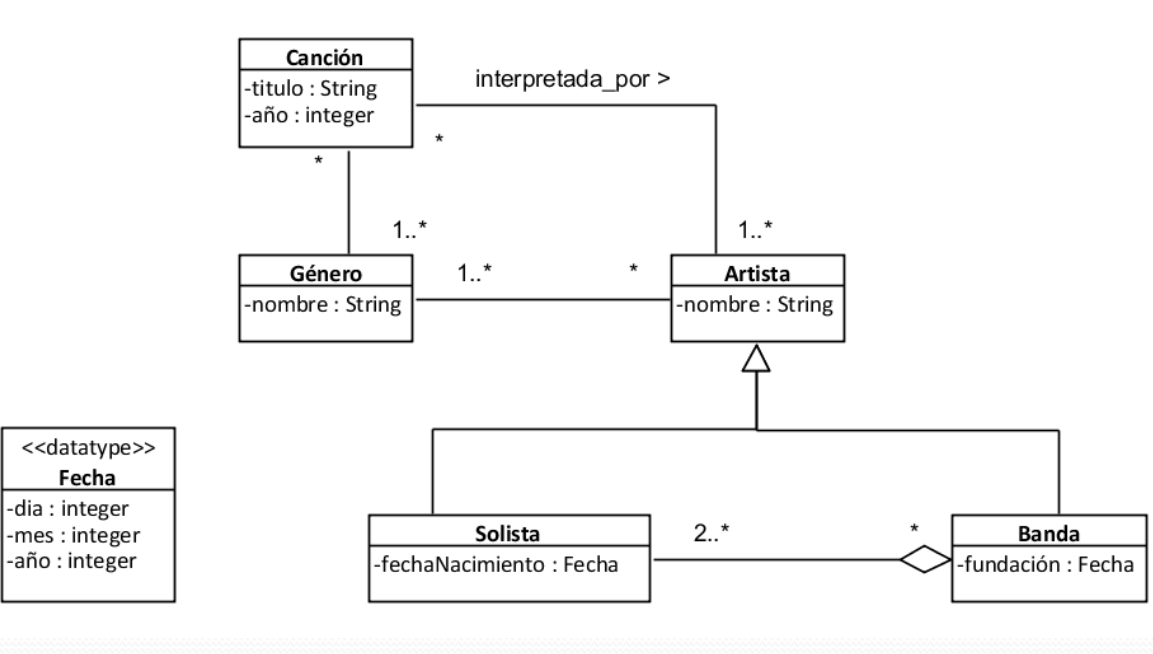 Canción
-titulo : String
-año : integer
interpretada_por >
*
*
1..*
1..*
Género
-nombre : String
1..*
*
Artista
-nombre : String
<<datatype>>
Fecha
-dia : integer
-mes : integer
-año : integer
Solista
-fechaNacimiento : Fecha
2..*
*
Banda
-fundación : Fecha